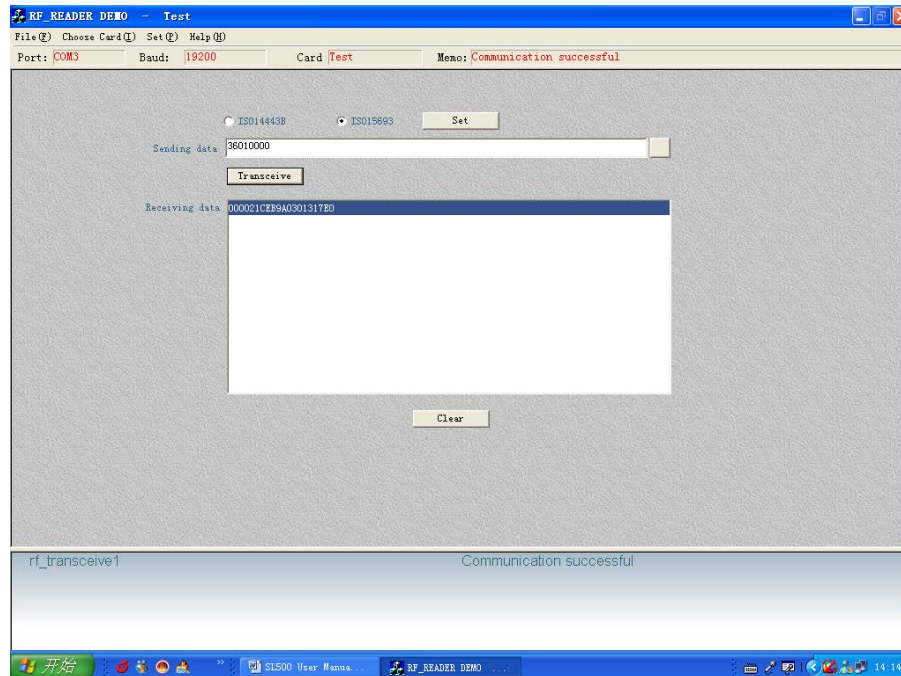 RF_READER DEMO - Test
File(F) Choose Card(I) Set(P) Help(H)
Port: COM3 Baud: 19200 Card Test Memo: Communication successful
ISO14443B ISO15693 Set
Sending data 36010000
Transceive
Receiving data 000021CEB9A0301317E0
Clear
rf_transceive1 Communication successful
开始 SL500 User Manua... RF_READER DEMO ... 14:14